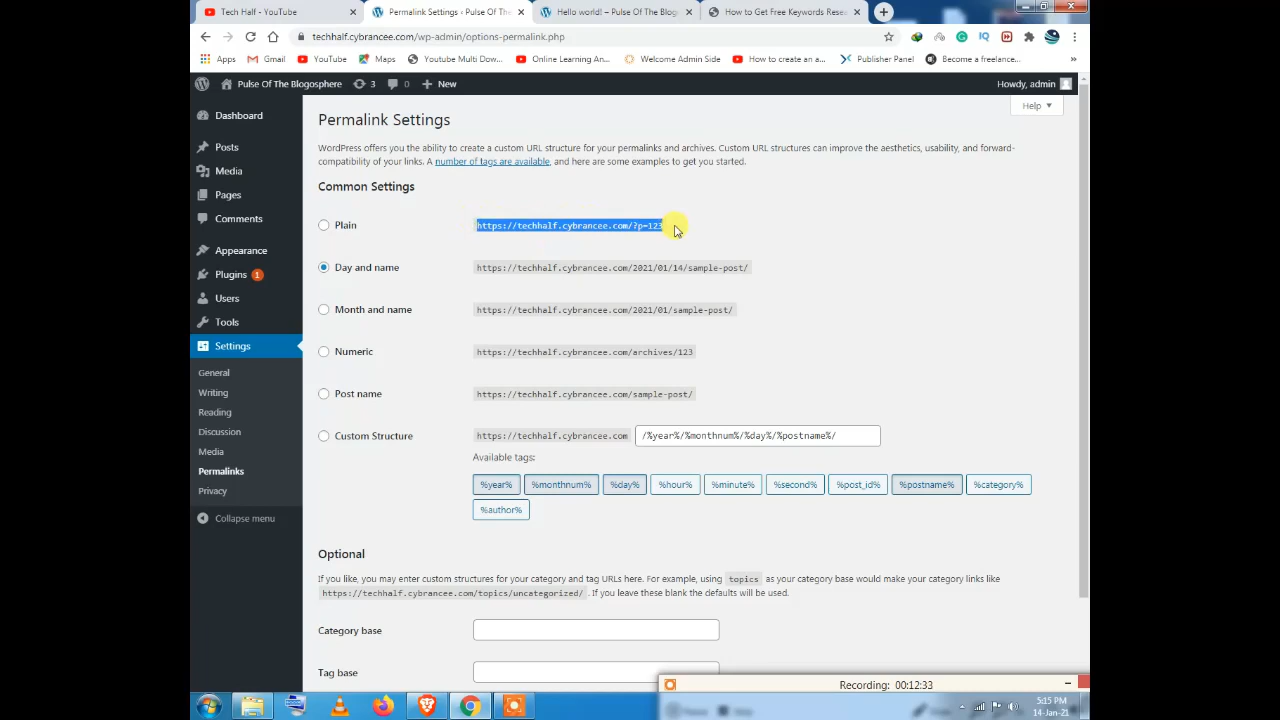 Tech Half - YouTube
Permalink Settings ‹ Pulse Of The
Hello world! – Pulse Of The Blogo
How to Get Free Keywords Rese
techhalf.cybrancee.com/wp-admin/options-permalink.php
Apps Gmail YouTube Maps Youtube Multi Dow... Online Learning An... Welcome Admin Side How to create an a... Publisher Panel Become a freelance...
Pulse Of The Blogosphere 3 0 New Howdy, admin
Help
Dashboard
Posts
Media
Pages
Comments
Appearance
Plugins 1
Users
Tools
Settings
General
Writing
Reading
Discussion
Media
Permalinks
Privacy
Collapse menu
Permalink Settings
WordPress offers you the ability to create a custom URL structure for your permalinks and archives. Custom URL structures can improve the aesthetics, usability, and forward-
compatibility of your links. A number of tags are available, and here are some examples to get you started.
Common Settings
Plain https://techhalf.cybrancee.com/?p=123
Day and name https://techhalf.cybrancee.com/2021/01/14/sample-post/
Month and name https://techhalf.cybrancee.com/2021/01/sample-post/
Numeric https://techhalf.cybrancee.com/archives/123
Post name https://techhalf.cybrancee.com/sample-post/
Custom Structure https://techhalf.cybrancee.com /%year%/%monthnum%/%day%/%postname%/
Available tags:
%year% %monthnum% %day% %hour% %minute% %second% %post_id% %postname% %category%
%author%
Optional
If you like, you may enter custom structures for your category and tag URLs here. For example, using topics as your category base would make your category links like
https://techhalf.cybrancee.com/topics/uncategorized/ . If you leave these blank the defaults will be used.
Category base
Tag base
Recording: 00:12:33
5:15 PM
14-Jan-21